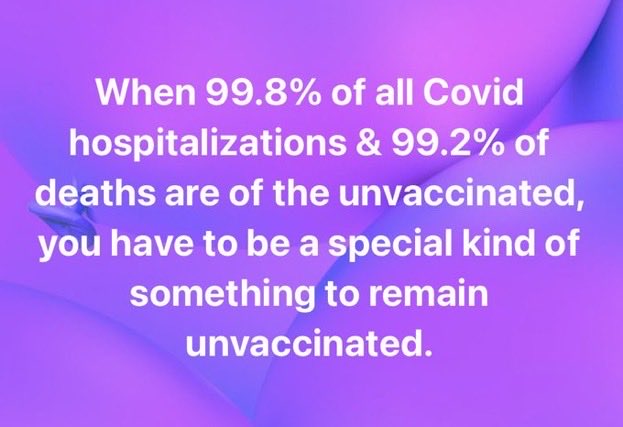 When 99.8% of all Covid
hospitalizations & 99.2% of
deaths are of the unvaccinated,
you have to be a special kind of
something to remain
unvaccinated.